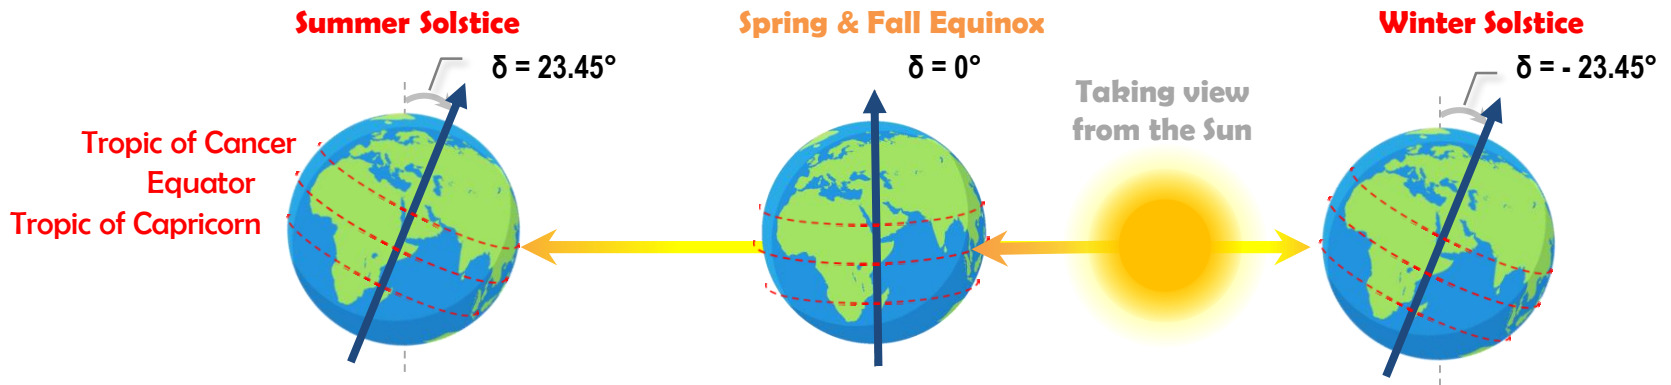 Summer Solstice
δ = 23.45°
Tropic of Cancer
Equator
Tropic of Capricorn
Spring & Fall Equinox
δ = 0°
Taking view
from the Sun
Winter Solstice
δ = - 23.45°